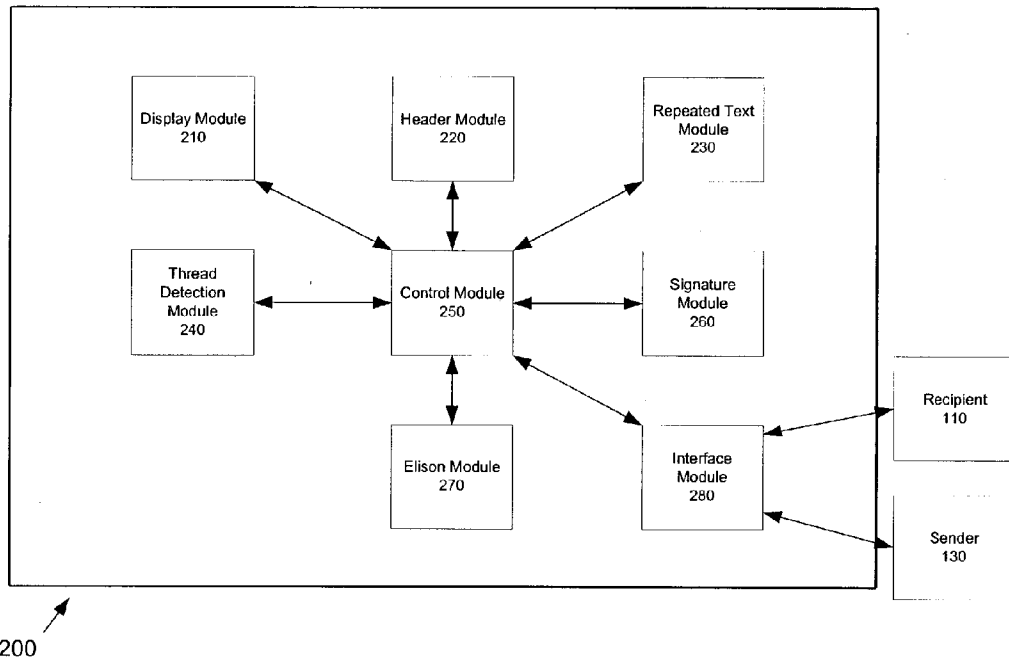 Display Module
210
Header Module
220
Repeated Text
Module
230
Thread
Detection
Module
240
Control Module
250
Signature
Module
260
Elison Module
270
Interface
Module
280
Recipient
110
Sender
130
200